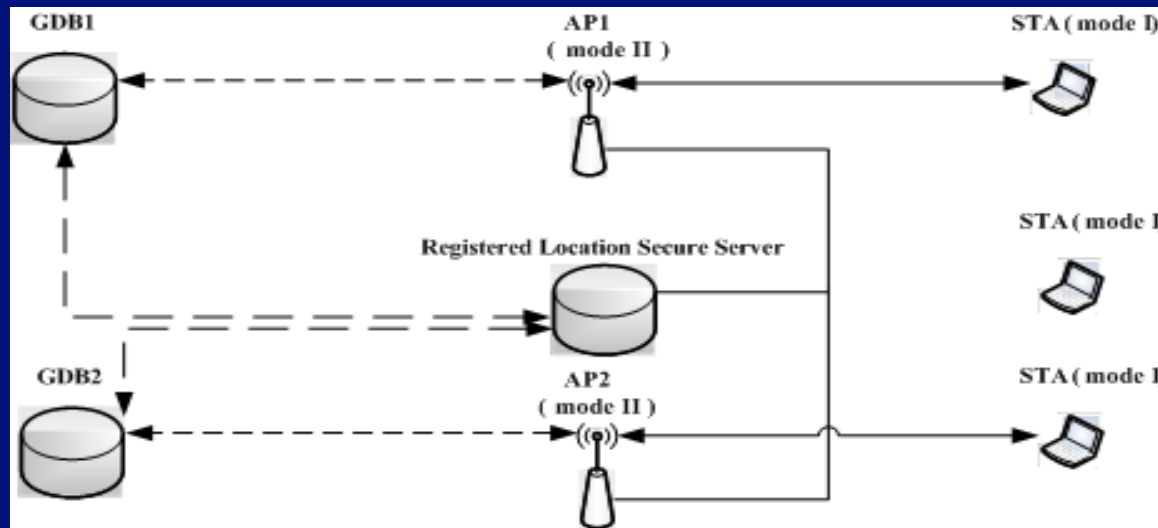 GDB1
AP1
( mode II )
STA ( mode I)
STA ( mode I
Registered Location Secure Server
GDB2
AP2
( mode II )
STA ( mode I